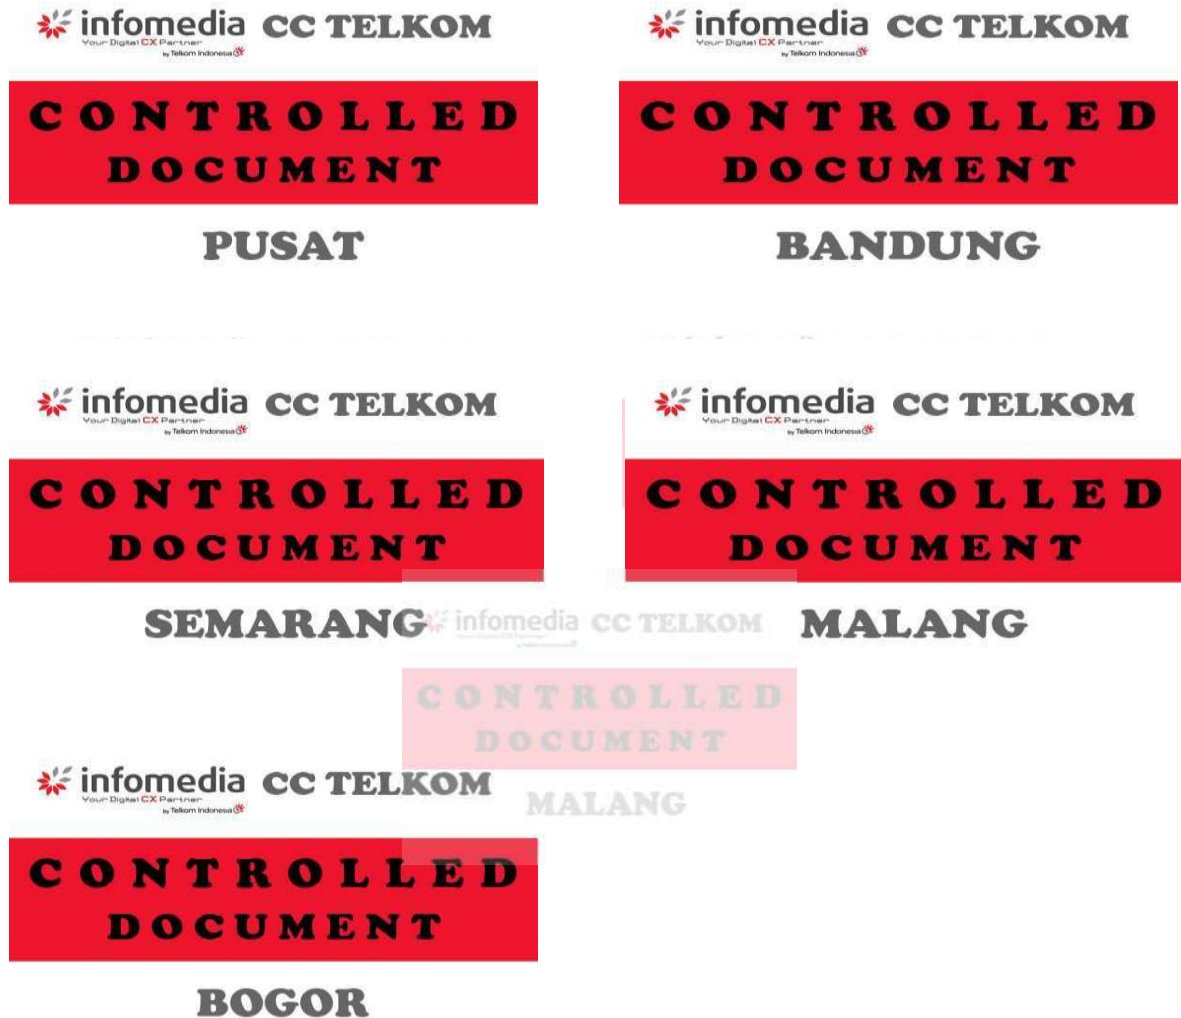 infomedia CC TELKOM
Your Digital CX Partner
by Telkom Indonesia
CONTROLLED
DOCUMENT
PUSAT
infomedia CC TELKOM
Your Digital CX Partner
by Telkom Indonesia
CONTROLLED
DOCUMENT
BANDUNG
infomedia CC TELKOM
Your Digital CX Partner
by Telkom Indonesia
CONTROLLED
DOCUMENT
SEMARANG
infomedia CC TELKOM
Your Digital CX Partner
by Telkom Indonesia
CONTROLLED
DOCUMENT
MALANG
infomedia CC TELKOM
CONTROLLED
DOCUMENT
MALANG
infomedia CC TELKOM
Your Digital CX Partner
by Telkom Indonesia
CONTROLLED
DOCUMENT
BOGOR